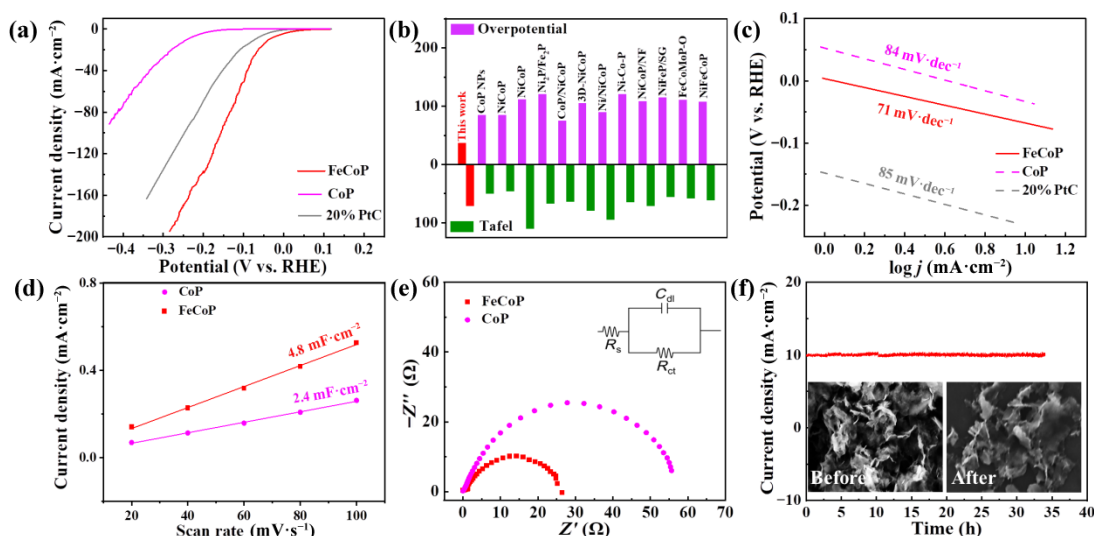 (a)
Current density (mA·cm⁻²)
0
−40
−80
−120
−160
−200
−0.4
−0.3
−0.2
−0.1
0.0
0.1
0.2
Potential (V vs. RHE)
FeCoP
CoP
20% PtC
(b)
Overpotential
200
100
0
100
This work
CoP NPs
NiCoP
NiCoP
Ni₂P/Fe₂P
CoP/NiCoP
3D-NiCoP
Ni/NiCoP
Ni-Co-P
NiCoP/NF
NiFeP/SG
FeCoMoP-O
NiFeCoP
Tafel
(c)
Potential (V vs. RHE)
0.1
0.0
−0.1
−0.2
84 mV·dec⁻¹
71 mV·dec⁻¹
85 mV·dec⁻¹
FeCoP
CoP
20% PtC
0.0
0.4
0.8
1.2
log j (mA·cm⁻²)
(d)
Current density (mA·cm⁻²)
0.8
0.4
0.0
CoP
FeCoP
4.8 mF·cm⁻²
2.4 mF·cm⁻²
20
40
60
80
100
Scan rate (mV·s⁻¹)
(e)
−Z'' (Ω)
60
40
20
0
FeCoP
CoP
Cdl
Rs
Rct
0
10
20
30
40
50
60
70
Z' (Ω)
(f)
Current density (mA·cm⁻²)
20
10
0
−10
Before
After
0
5
10
15
20
25
30
35
40
45
Time (h)